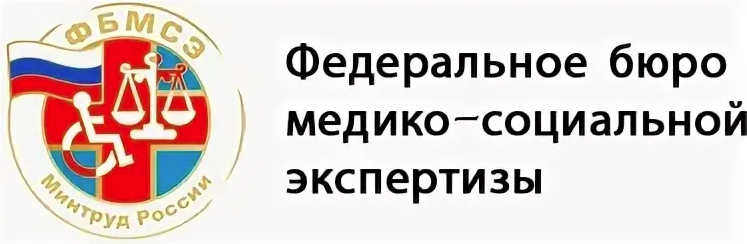 ФБМСЭ
Минтруд России
Федеральное бюро
медико-социальной
экспертизы